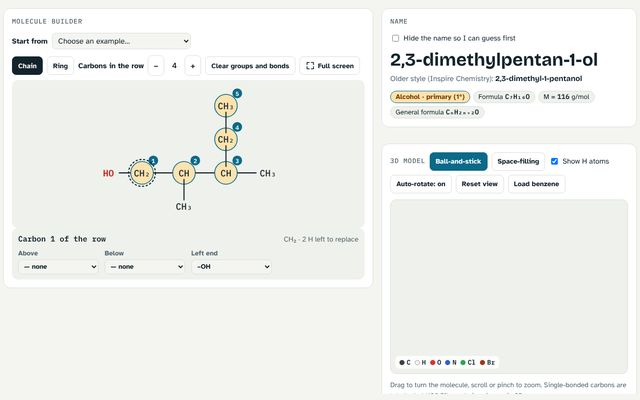 MOLECULE BUILDER
Start from Choose an example...
Chain Ring Carbons in the row − 4 + Clear groups and bonds Full screen
5
CH₃
4
CH₂
1 2 3
HO CH₂ CH CH CH₃
CH₃
Carbon 1 of the row CH₂ · 2 H left to replace
Above Below Left end
— none — none –OH
NAME
Hide the name so I can guess first
2,3-dimethylpentan-1-ol
Older style (Inspire Chemistry): 2,3-dimethyl-1-pentanol
Alcohol - primary (1°) Formula C₇H₁₆O M = 116 g/mol
General formula CₙH₂ₙ₊₂O
3D MODEL Ball-and-stick Space-filling Show H atoms
Auto-rotate: on Reset view Load benzene
C H O N Cl Br
Drag to turn the molecule, scroll or pinch to zoom. Single-bonded carbons are